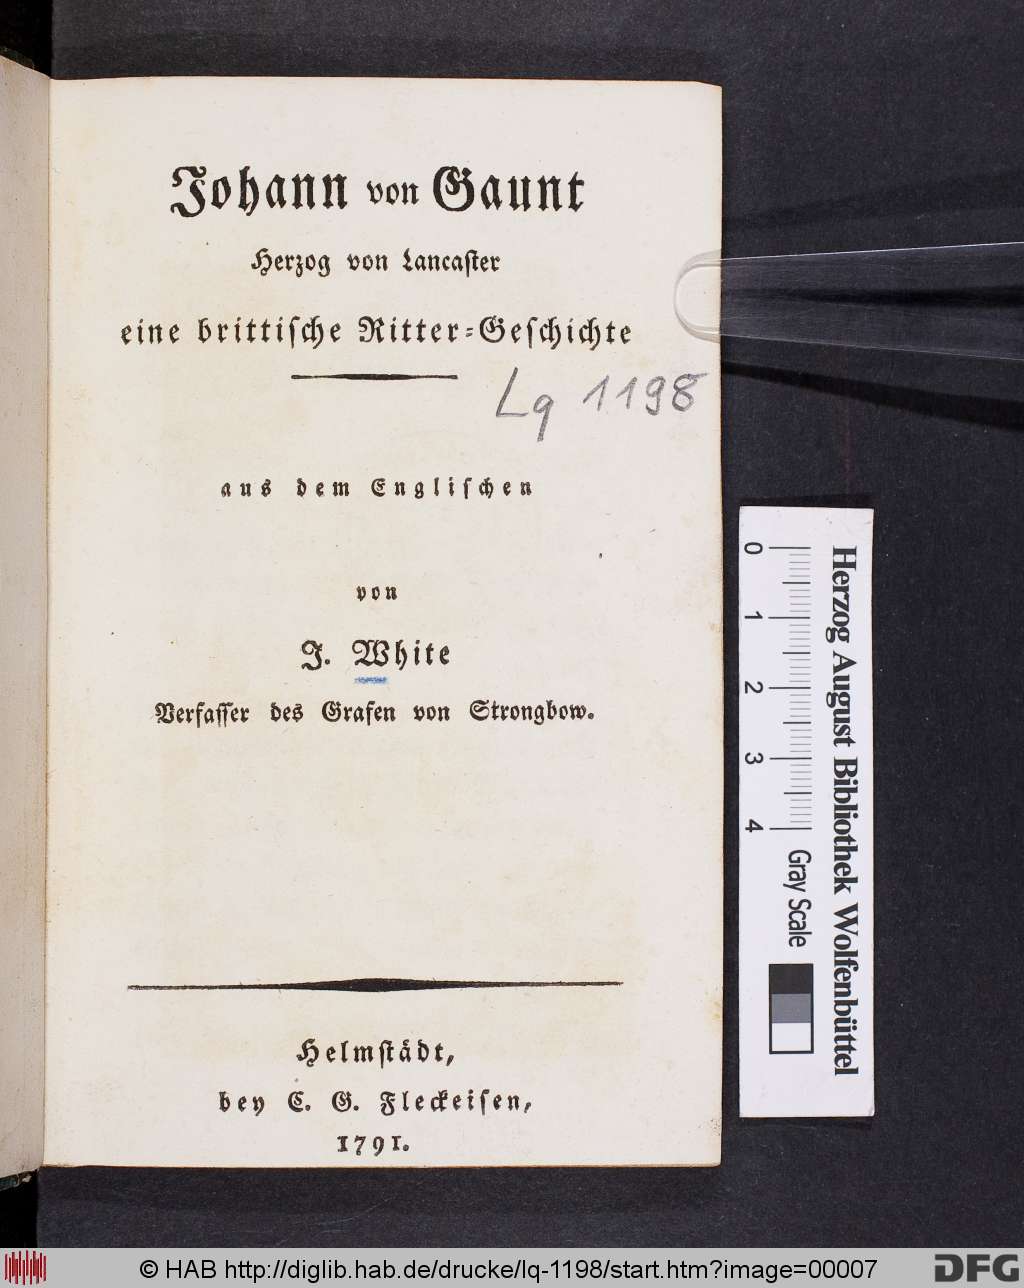 Johann von Gaunt
Herzog von Lancaſter
eine brittiſche Ritter-Geſchichte
Lq 1198
aus dem Engliſchen
von
J. White
Verfaſſer des Grafen von Strongbow.
Helmſtådt,
bey C. G. Fleckeiſen,
1791.
Herzog August Bibliothek Wolfenbüttel
0 1 2 3 4
Gray Scale
© HAB http://diglib.hab.de/drucke/lq-1198/start.htm?image=00007
DFG